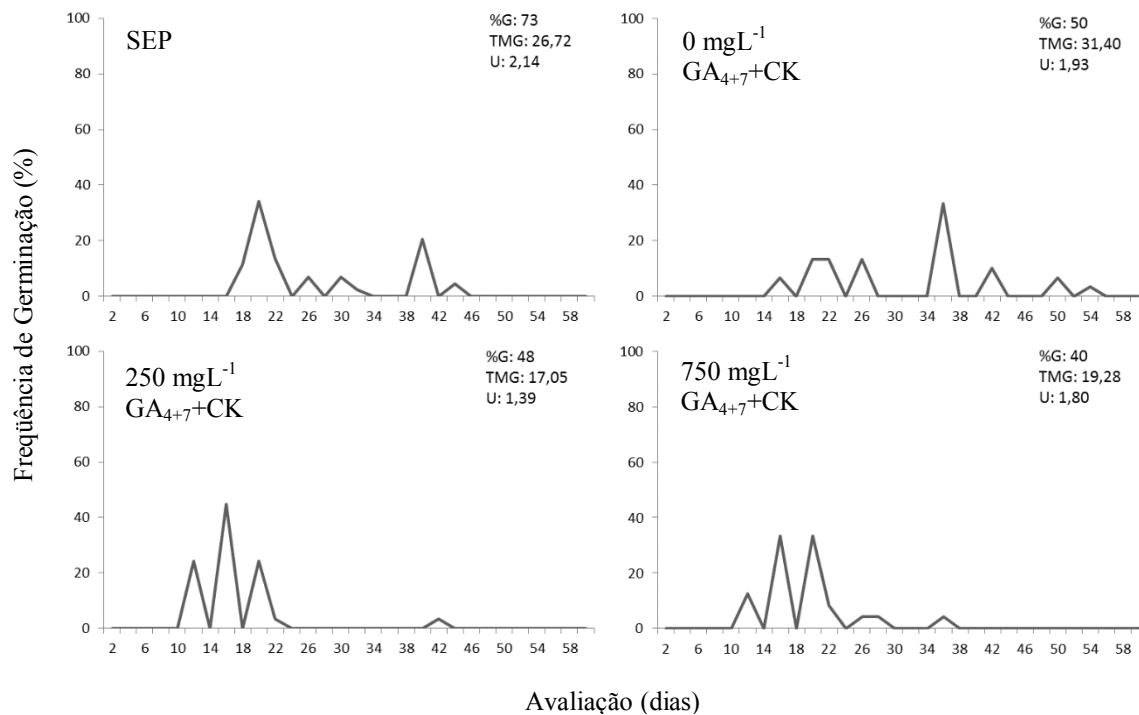 Freqüência de Germinação (%)
SEP
%G: 73
TMG: 26,72
U: 2,14
100
80
60
40
20
0
2 6 10 14 18 22 26 30 34 38 42 46 50 54 58
0 mgL-1
GA4+7+CK
%G: 50
TMG: 31,40
U: 1,93
100
80
60
40
20
0
2 6 10 14 18 22 26 30 34 38 42 46 50 54 58
250 mgL-1
GA4+7+CK
%G: 48
TMG: 17,05
U: 1,39
100
80
60
40
20
0
2 6 10 14 18 22 26 30 34 38 42 46 50 54 58
750 mgL-1
GA4+7+CK
%G: 40
TMG: 19,28
U: 1,80
100
80
60
40
20
0
2 6 10 14 18 22 26 30 34 38 42 46 50 54 58
Avaliação (dias)